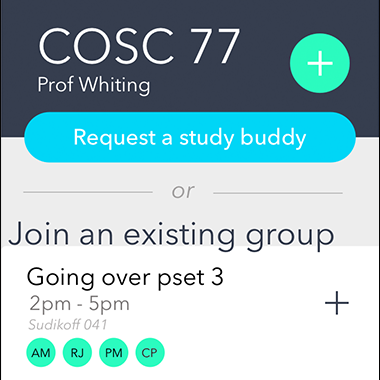 COSC 77
Prof Whiting
Request a study buddy
or
Join an existing group
Going over pset 3
2pm - 5pm
Sudikoff 041
AM RJ PM CP